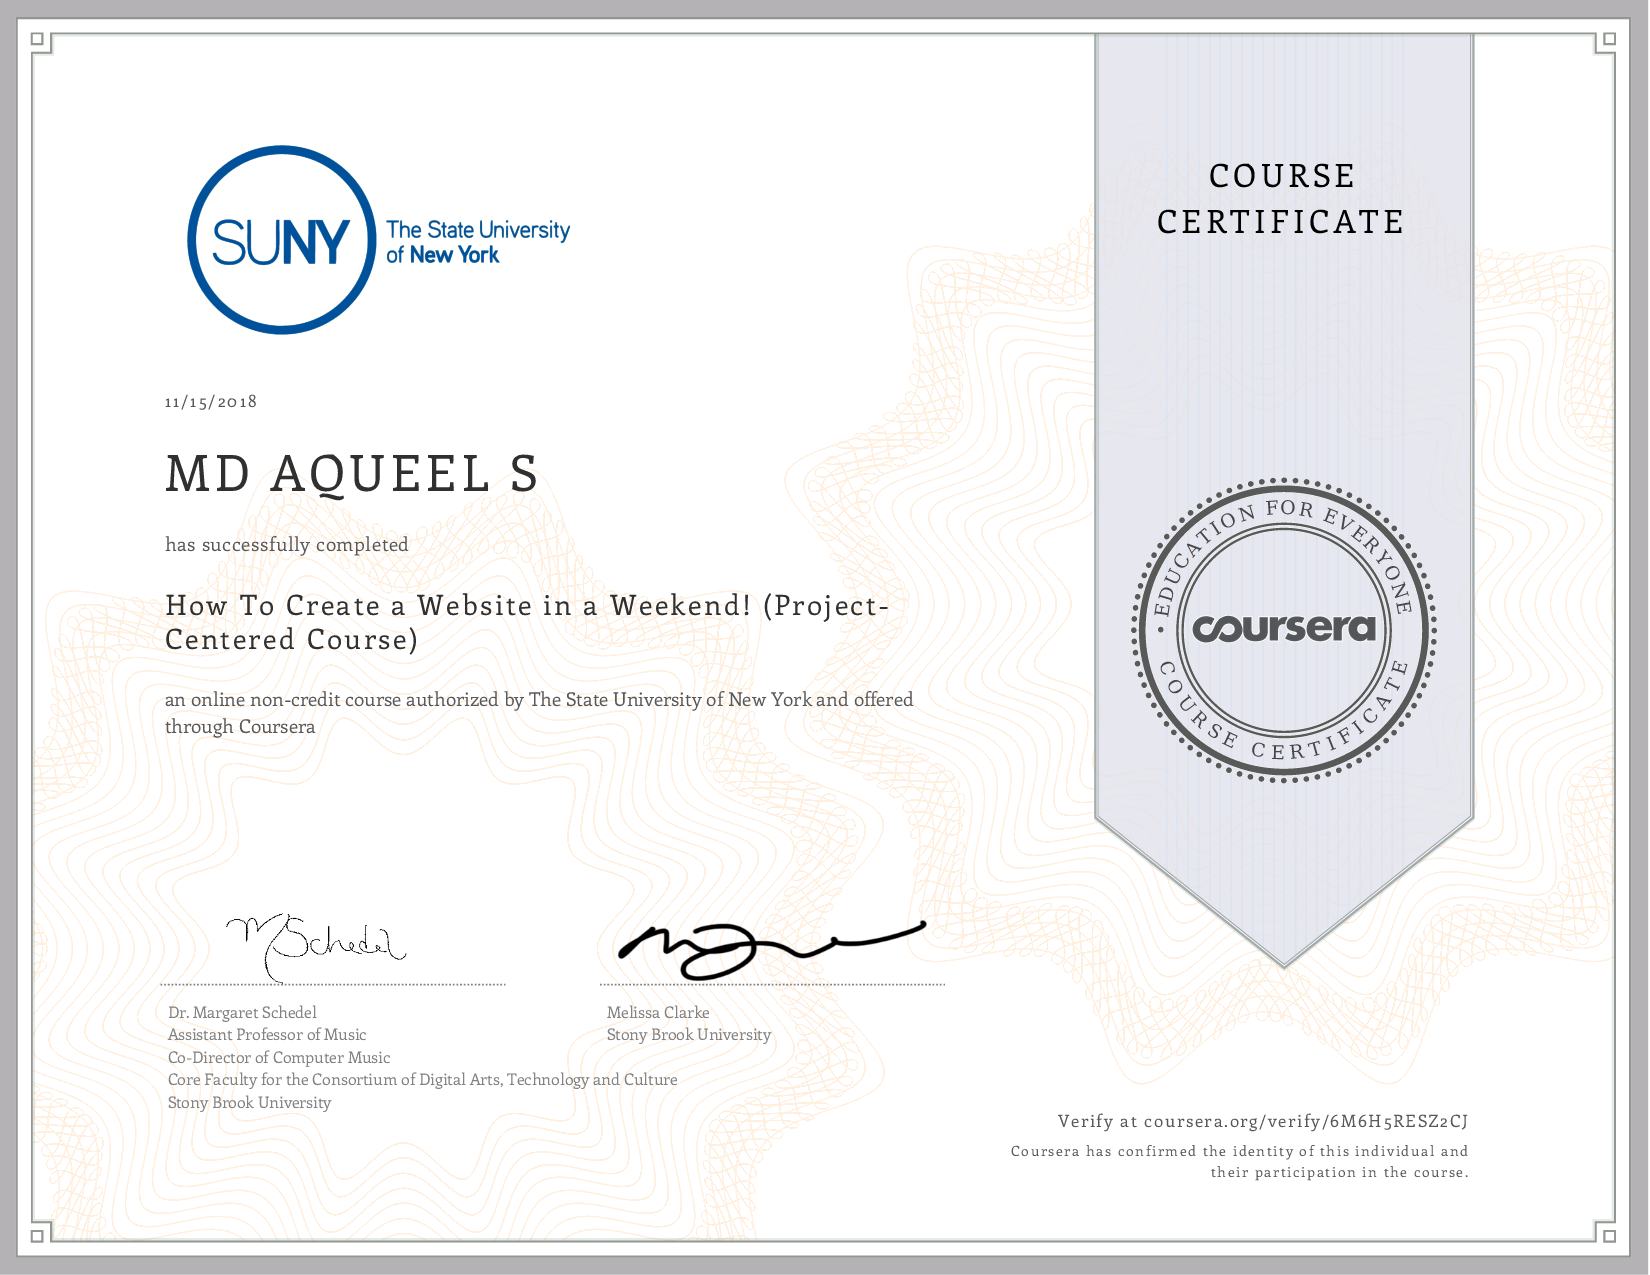 SUNY
The State University
of New York
COURSE
CERTIFICATE
11/15/2018
MD AQUEEL S
has successfully completed
How To Create a Website in a Weekend! (Project-
Centered Course)
an online non-credit course authorized by The State University of New York and offered
through Coursera
• EDUCATION FOR EVERYONE
coursera
COURSE CERTIFICATE
M Schedel
Dr. Margaret Schedel
Assistant Professor of Music
Co-Director of Computer Music
Core Faculty for the Consortium of Digital Arts, Technology and Culture
Stony Brook University
Melissa Clarke
Stony Brook University
Verify at coursera.org/verify/6M6H5RESZ2CJ
Coursera has confirmed the identity of this individual and
their participation in the course.